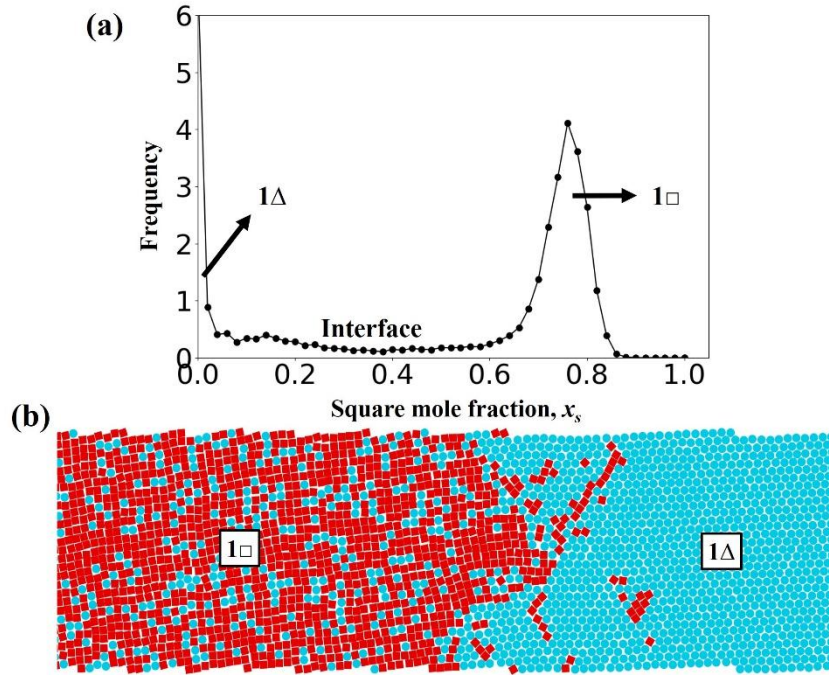 (a)
6
5
4
3
2
1
0
Frequency
1Δ
1□
Interface
0.0 0.2 0.4 0.6 0.8 1.0
Square mole fraction, xₛ
(b)
1□
1Δ